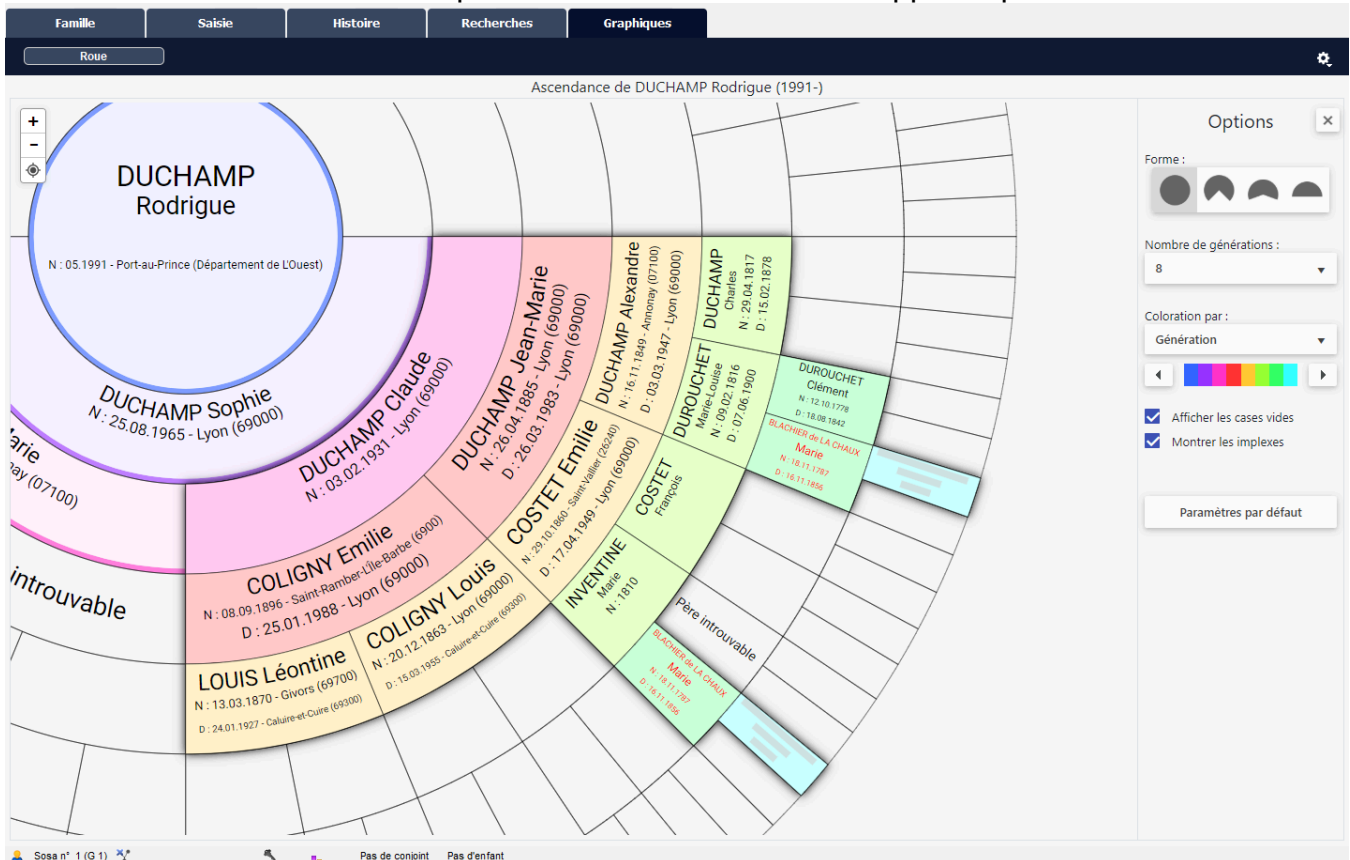 Famille
Saisie
Histoire
Recherches
Graphiques
Roue
Ascendance de DUCHAMP Rodrigue (1991-)
+
-
DUCHAMP
Rodrigue
N : 05.1991 - Port-au-Prince (Département de L'Ouest)
DUCHAMP Sophie
N : 25.08.1965 - Lyon (69000)
DUCHAMP Claude
N : 03.02.1931 - Lyon (69000)
DUCHAMP Jean-Marie
N : 26.04.1885 - Lyon (69000)
D : 26.03.1983 - Lyon (69000)
DUCHAMP Alexandre
N : 16.11.1849 - Annonay (07100)
D : 03.03.1947 - Lyon (69000)
DUCHAMP
Charles
N : 29.04.1817
D : 15.02.1878
DUROUCHET
Marie-Louise
N : 09.02.1816
D : 07.06.1900
DUROUCHET
Clément
N : 12.10.1778
D : 18.08.1842
BLACHIER de LA CHAUX
Marie
N : 18.11.1787
D : 16.11.1856
COSTET Emilie
N : 29.10.1860 - Saint-Vallier (26240)
D : 17.04.1949 - Lyon (69000)
COSTET
François
INVENTINE
Marie
N : 1810
Père introuvable
BLACHIER de LA CHAUX
Marie
N : 18.11.1787
D : 16.11.1856
COLIGNY Emilie
N : 08.09.1896 - Saint-Ramber-L'Île-Barbe (6900)
D : 25.01.1988 - Lyon (69000)
COLIGNY Louis
N : 20.12.1863 - Lyon (69000)
D : 15.03.1955 - Caluire-et-Cuire (69300)
LOUIS Léontine
N : 13.03.1870 - Givors (69700)
D : 24.01.1927 - Caluire-et-Cuire (69300)
Marie
nay (07100)
introuvable
Options
×
Forme :
Nombre de générations :
8
Coloration par :
Génération
Afficher les cases vides
Montrer les implexes
Paramètres par défaut
Sosa n° 1 (G 1)
Pas de conjoint
Pas d'enfant